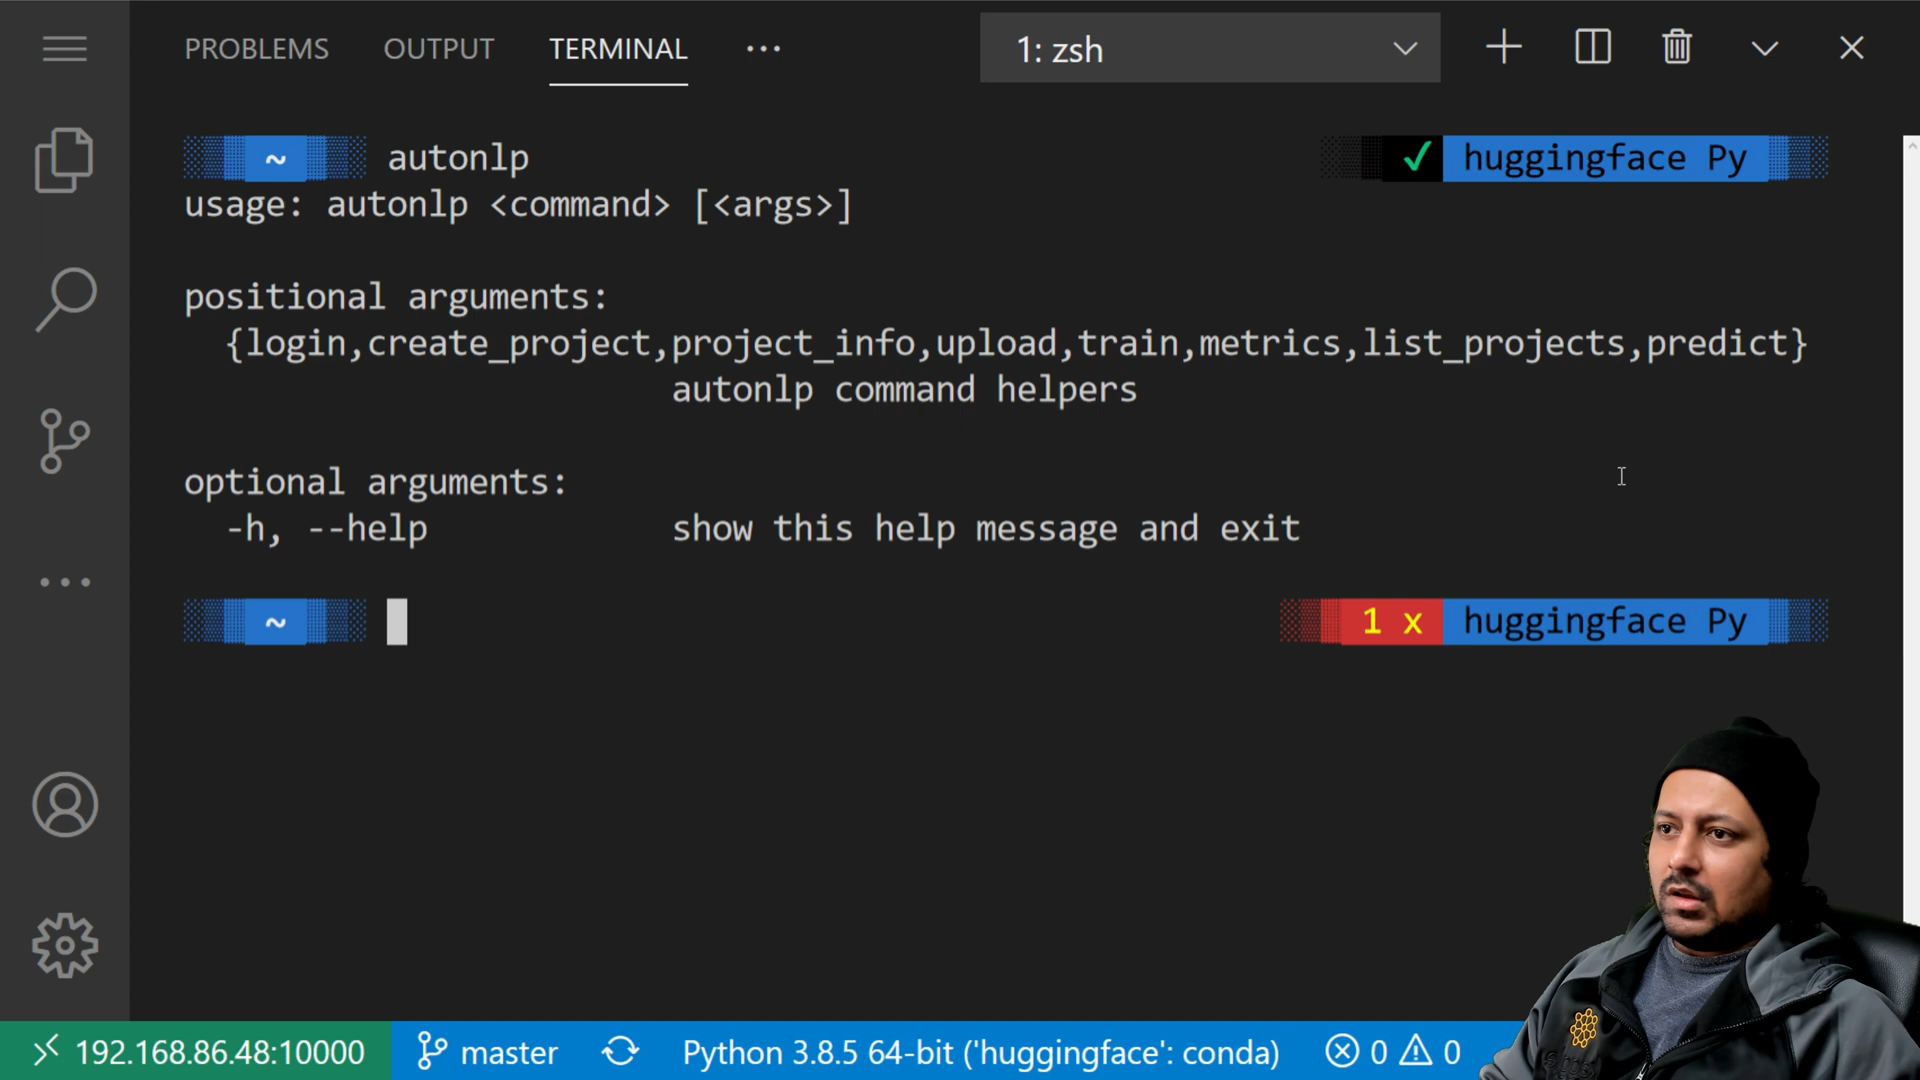 PROBLEMS OUTPUT TERMINAL ... 1: zsh
~ autonlp ✓ huggingface Py
usage: autonlp <command> [<args>]
positional arguments:
{login,create_project,project_info,upload,train,metrics,list_projects,predict}
autonlp command helpers
optional arguments:
-h, --help show this help message and exit
~ 1 x huggingface Py
192.168.86.48:10000 master Python 3.8.5 64-bit ('huggingface': conda) 0 0